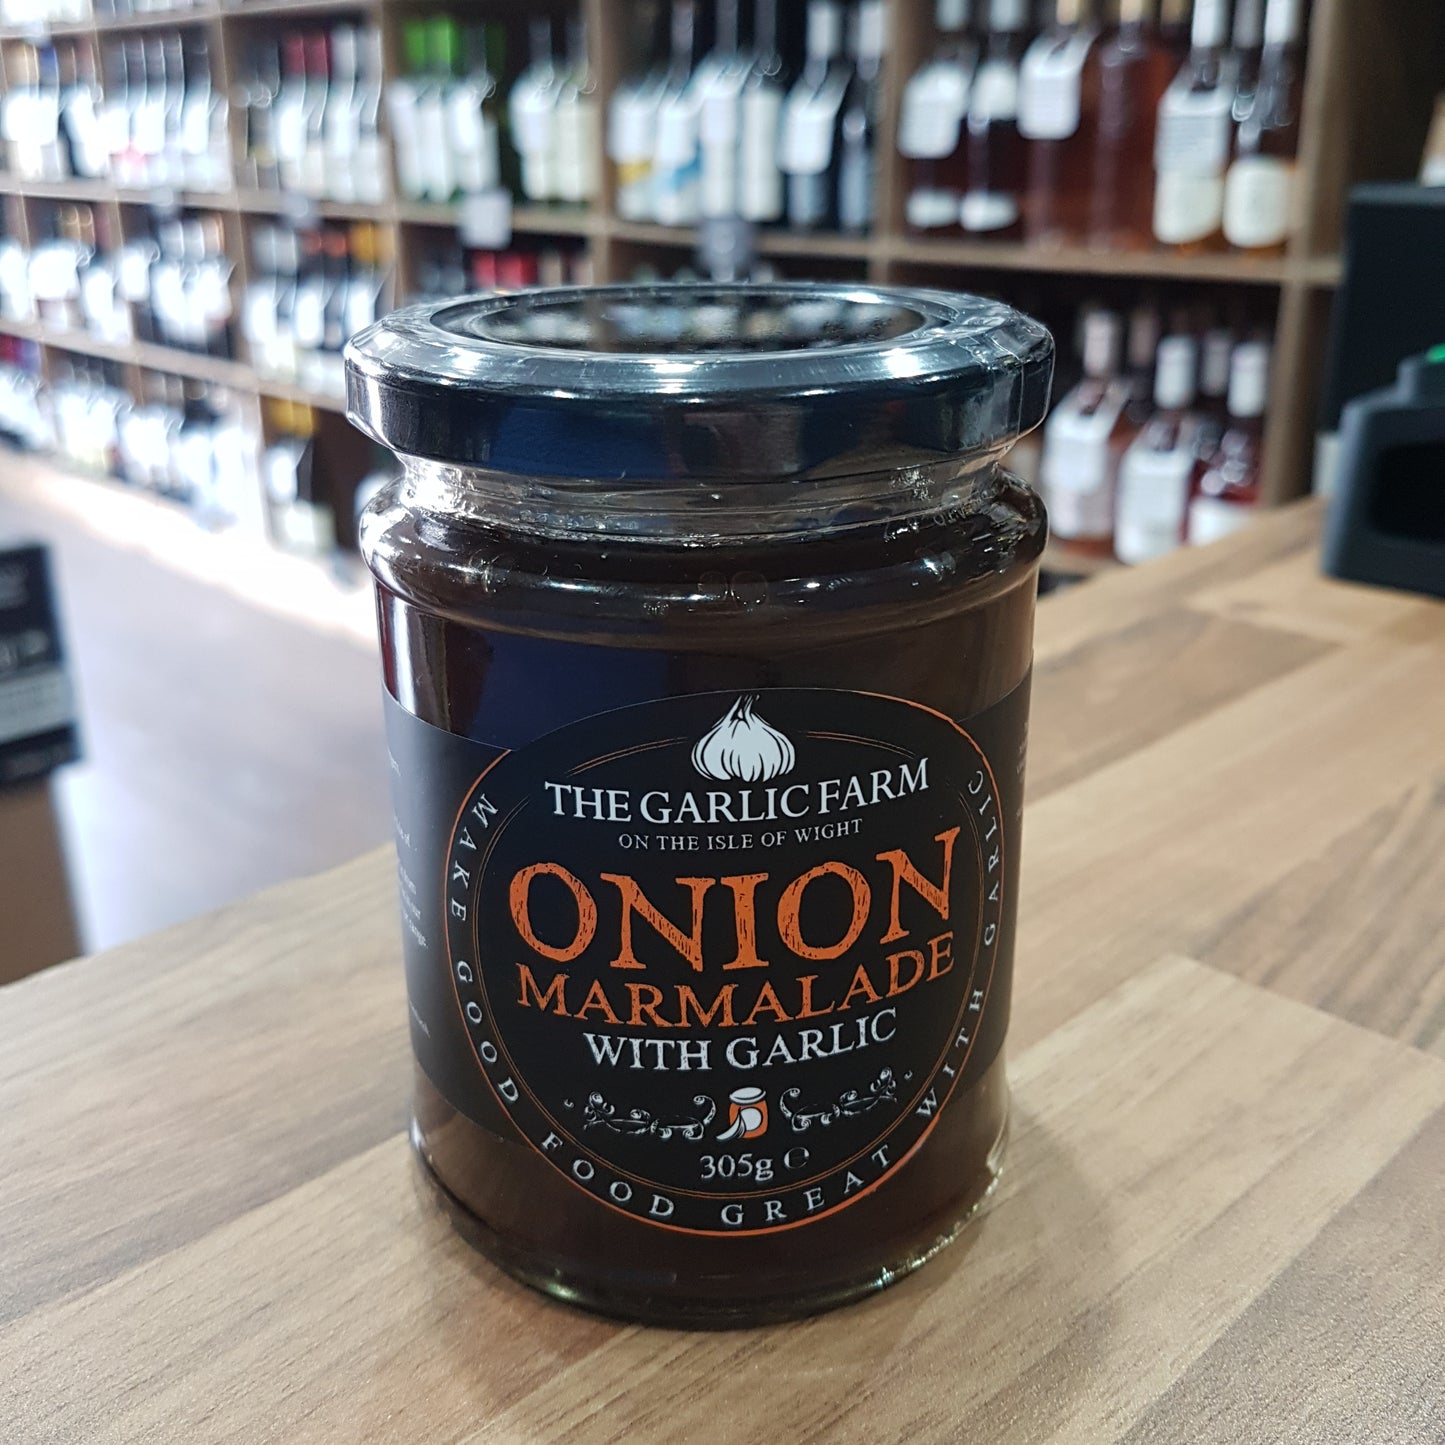 THE GARLIC FARM
ON THE ISLE OF WIGHT
ONION
MARMALADE
WITH GARLIC
305g ℮
MAKE GOOD FOOD GREAT WITH GARLIC